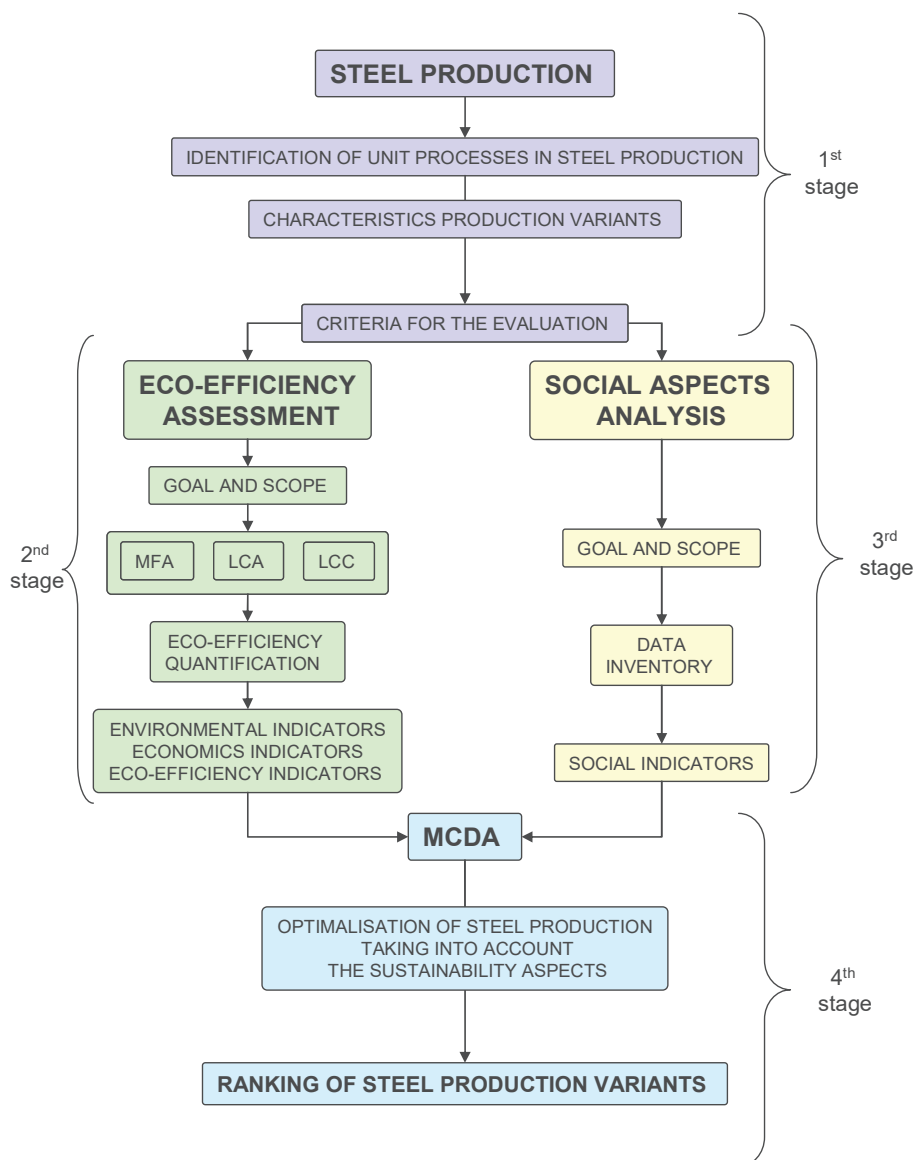 STEEL PRODUCTION
IDENTIFICATION OF UNIT PROCESSES IN STEEL PRODUCTION
1st
stage
CHARACTERISTICS PRODUCTION VARIANTS
CRITERIA FOR THE EVALUATION
ECO-EFFICIENCY
ASSESSMENT
GOAL AND SCOPE
MFA
LCA
LCC
ECO-EFFICIENCY
QUANTIFICATION
ENVIRONMENTAL INDICATORS
ECONOMICS INDICATORS
ECO-EFFICIENCY INDICATORS
2nd
stage
SOCIAL ASPECTS
ANALYSIS
GOAL AND SCOPE
DATA
INVENTORY
SOCIAL INDICATORS
3rd
stage
MCDA
OPTIMALISATION OF STEEL PRODUCTION
TAKING INTO ACCOUNT
THE SUSTAINABILITY ASPECTS
4th
stage
RANKING OF STEEL PRODUCTION VARIANTS